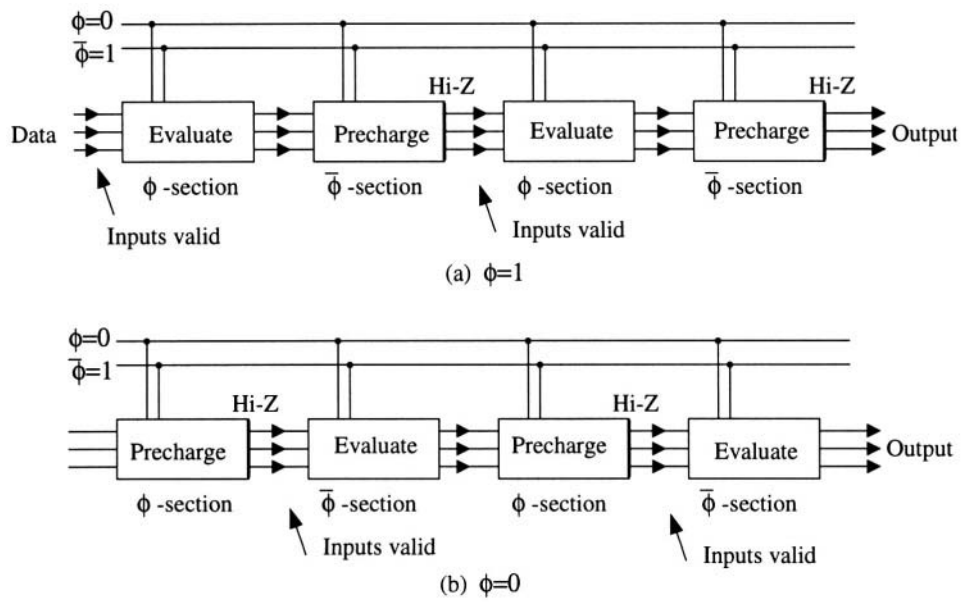 ϕ=0
ϕ̅=1
Hi-Z Hi-Z
Data Evaluate Precharge Evaluate Precharge Output
ϕ -section ϕ̅ -section ϕ -section ϕ̅ -section
Inputs valid Inputs valid
(a) ϕ=1
ϕ=0
ϕ̅=1
Hi-Z Hi-Z
Precharge Evaluate Precharge Evaluate Output
ϕ -section ϕ̅ -section ϕ -section ϕ̅ -section
Inputs valid Inputs valid
(b) ϕ=0